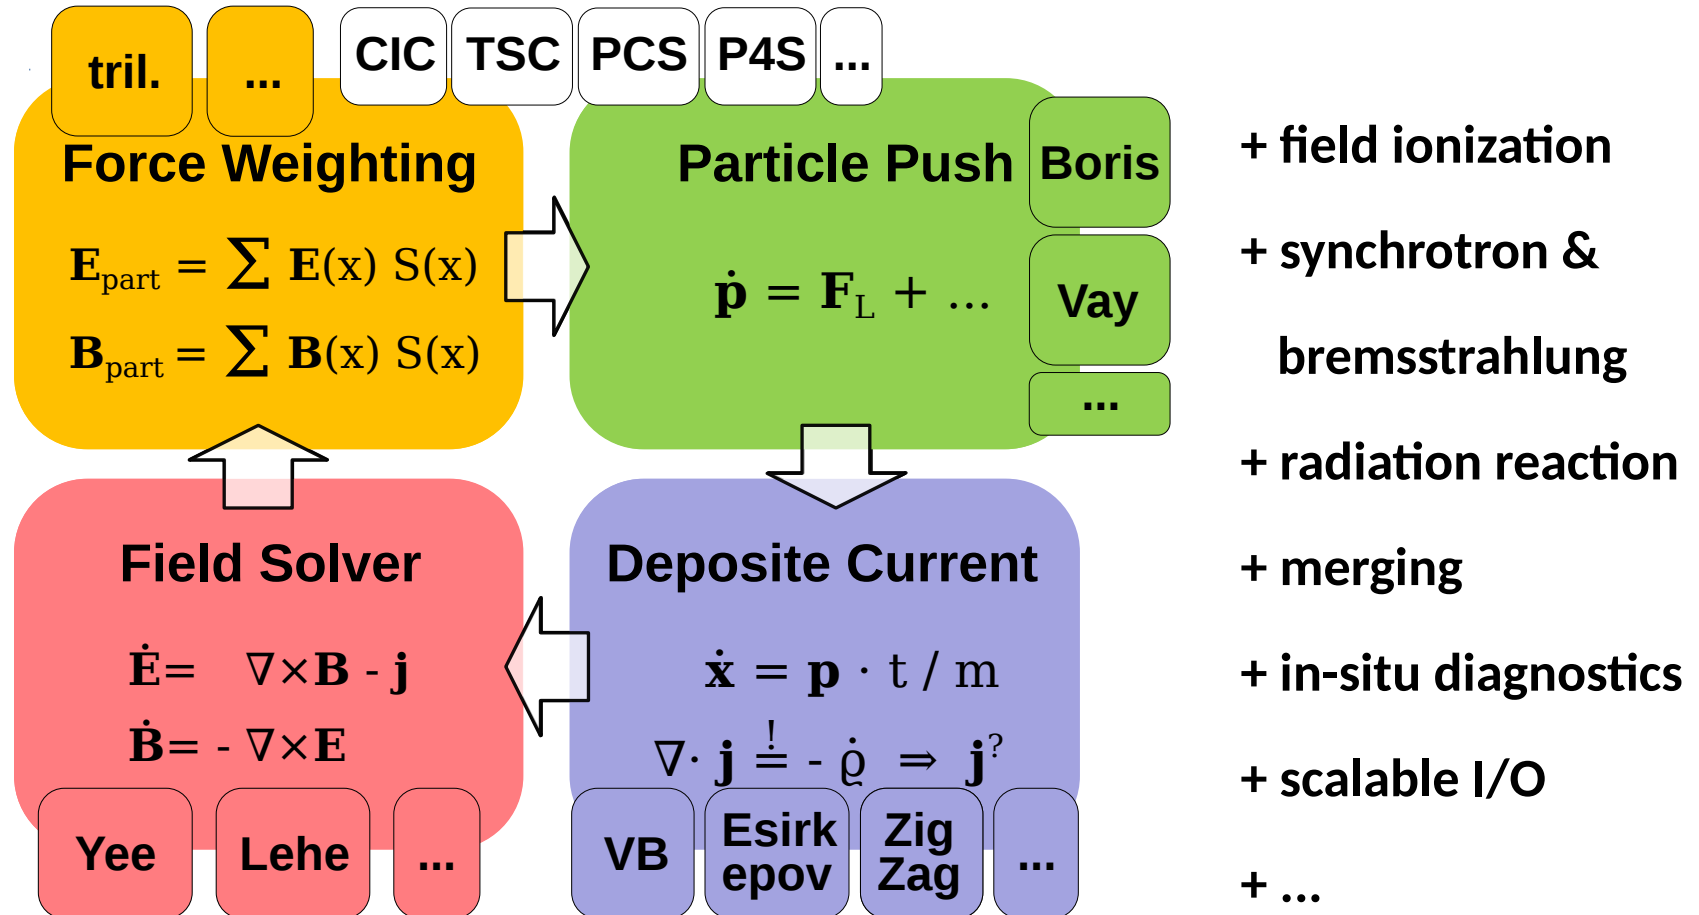 tril.
...
CIC
TSC
PCS
P4S
...
Force Weighting
𝐄part = ∑ 𝐄(x) S(x)
𝐁part = ∑ 𝐁(x) S(x)
Particle Push
ṗ = FL + ...
Boris
Vay
...
Field Solver
Ė= ∇×B - j
Ḃ= - ∇×E
Yee
Lehe
...
Deposite Current
ẋ = p · t / m
!
∇· j = - ρ̇ ⇒ j?
VB
Esirk
epov
Zig
Zag
...
+ field ionization
+ synchrotron &
bremsstrahlung
+ radiation reaction
+ merging
+ in-situ diagnostics
+ scalable I/O
+ ...